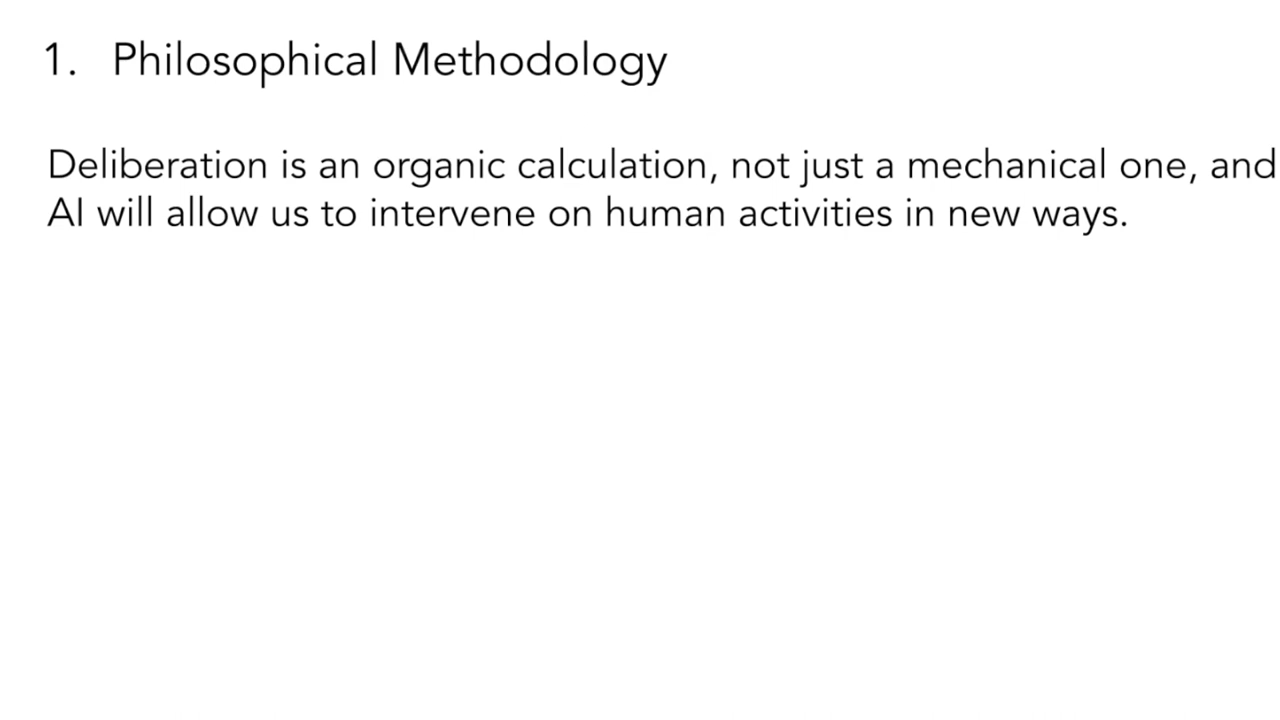 1. Philosophical Methodology
Deliberation is an organic calculation, not just a mechanical one, and
AI will allow us to intervene on human activities in new ways.